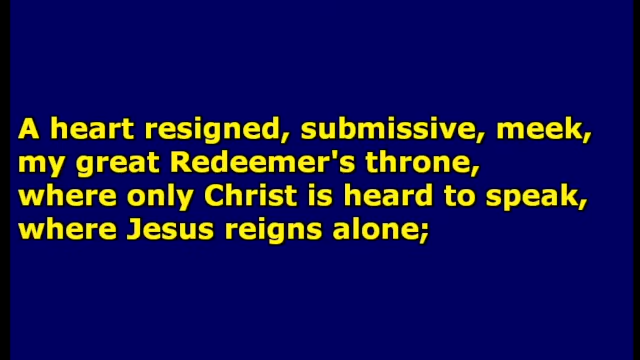 A heart resigned, submissive, meek,
my great Redeemer's throne,
where only Christ is heard to speak,
where Jesus reigns alone;